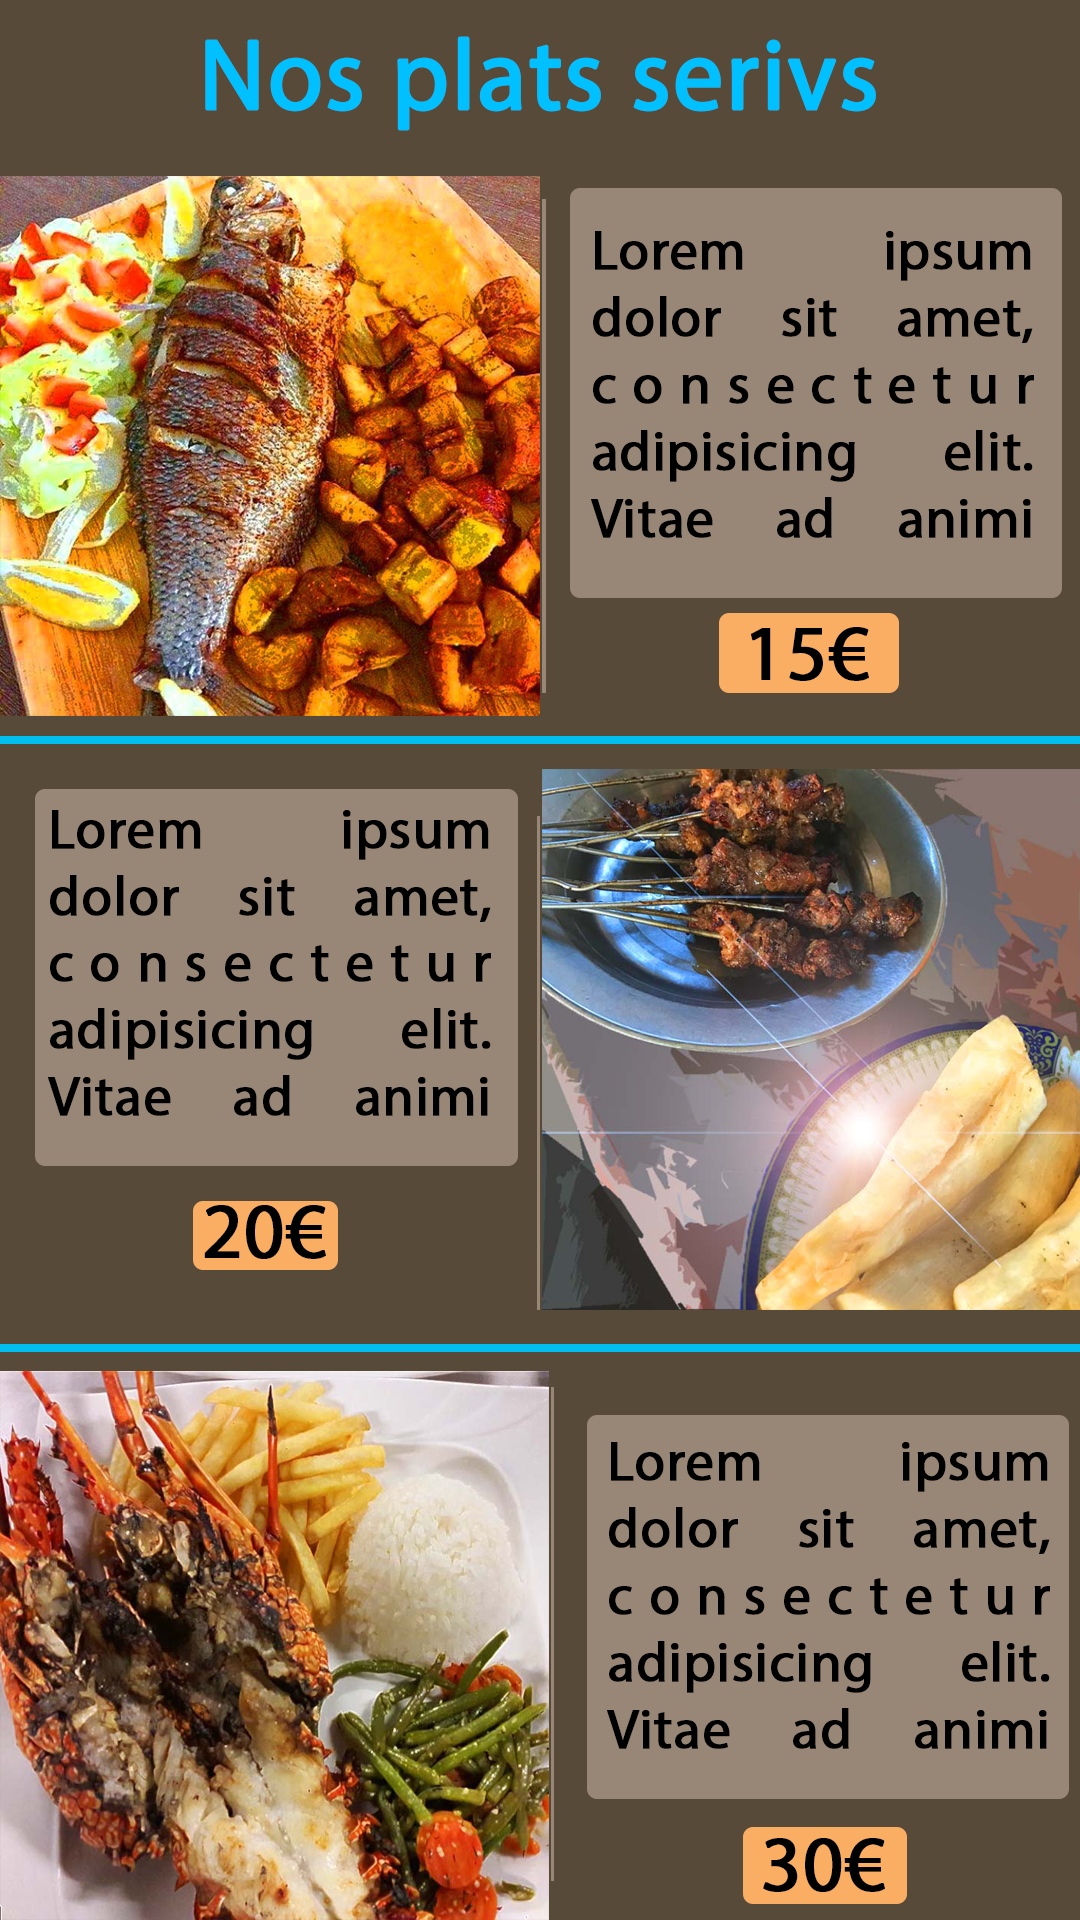 Nos plats serivs
Lorem ipsum
dolor sit amet,
consectetur
adipisicing elit.
Vitae ad animi
15€
Lorem ipsum
dolor sit amet,
consectetur
adipisicing elit.
Vitae ad animi
20€
Lorem ipsum
dolor sit amet,
consectetur
adipisicing elit.
Vitae ad animi
30€